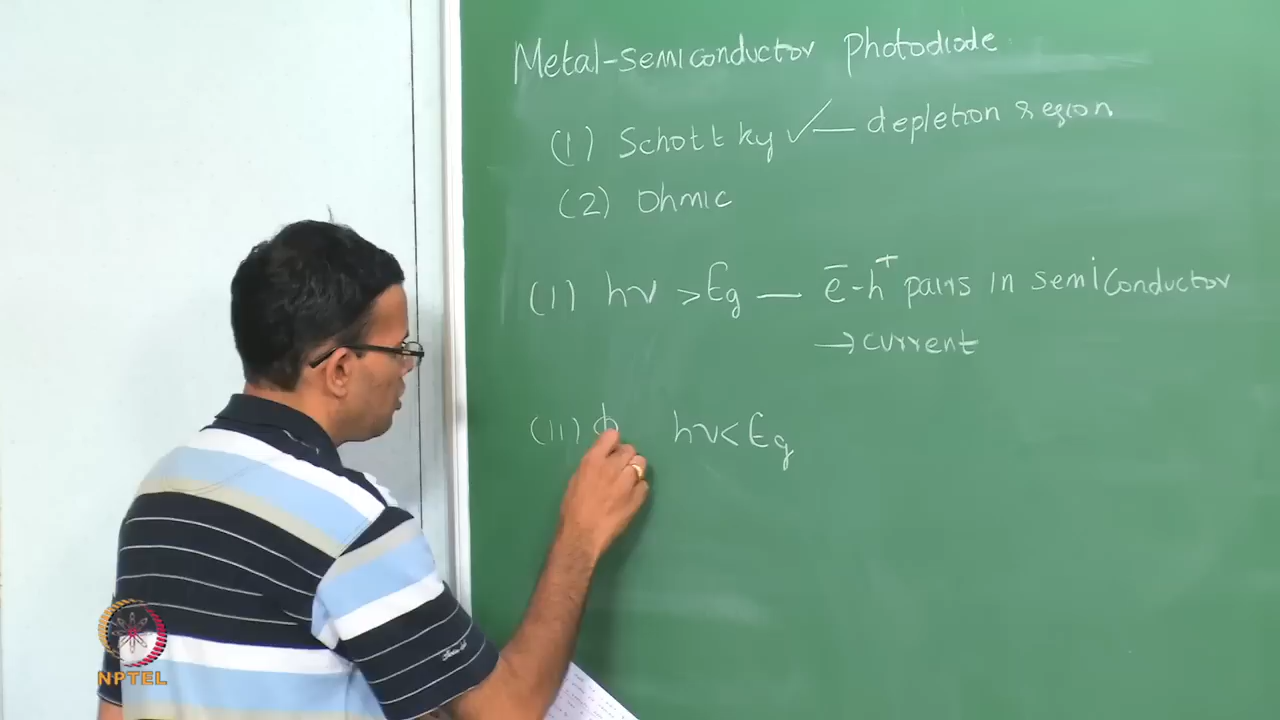 Metal-semiconductor photodiode
(1) Schottky ✓— depletion region
(2) Ohmic
(i) hν > Eg — e⁻-h⁺ pairs in semiconductor
→ current
(ii) ϕ hν < Eg
NPTEL